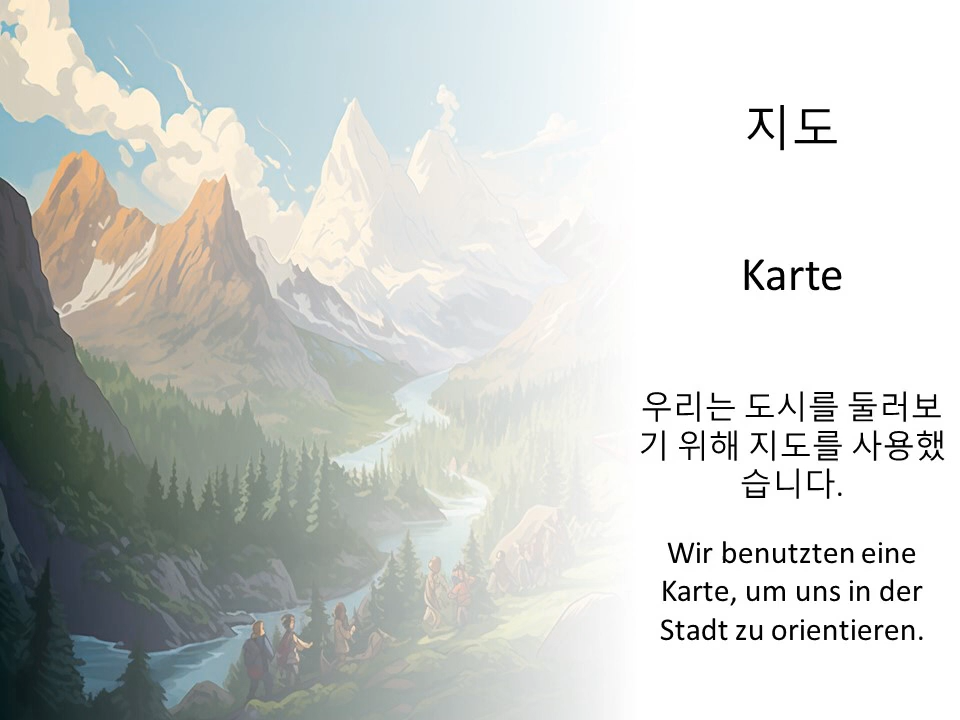 지도
Karte
우리는 도시를 둘러보
기 위해 지도를 사용했
습니다.
Wir benutzten eine
Karte, um uns in der
Stadt zu orientieren.